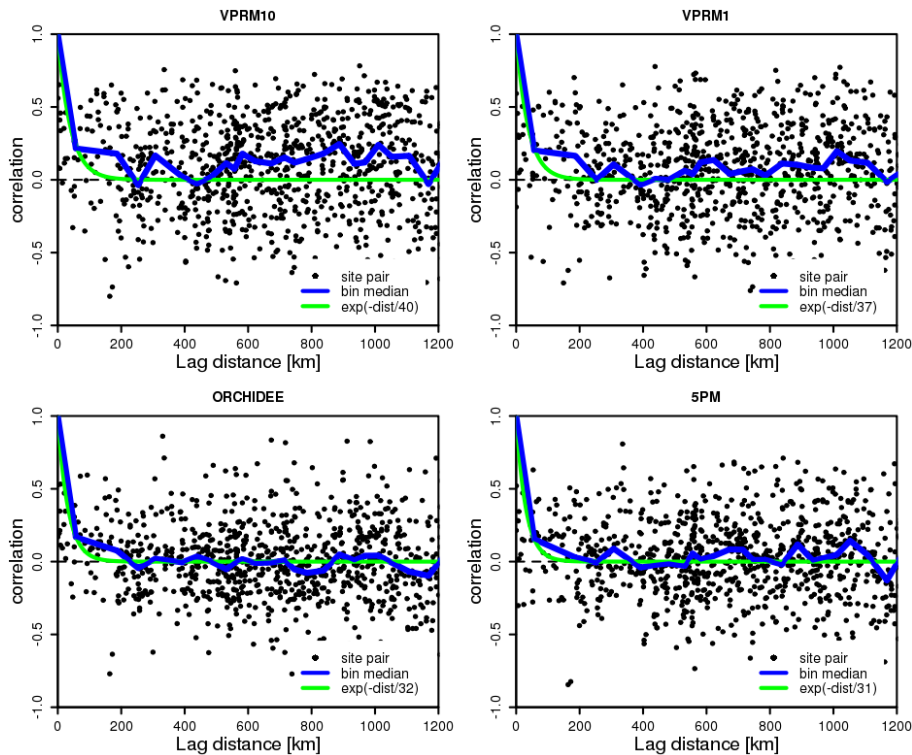 VPRM10
1.0
0.5
0.0
-0.5
-1.0
correlation
site pair
bin median
exp(-dist/40)
0 200 400 600 800 1000 1200
Lag distance [km]
VPRM1
1.0
0.5
0.0
-0.5
-1.0
correlation
site pair
bin median
exp(-dist/37)
0 200 400 600 800 1000 1200
Lag distance [km]
ORCHIDEE
1.0
0.5
0.0
-0.5
-1.0
correlation
site pair
bin median
exp(-dist/32)
0 200 400 600 800 1000 1200
Lag distance [km]
5PM
1.0
0.5
0.0
-0.5
-1.0
correlation
site pair
bin median
exp(-dist/31)
0 200 400 600 800 1000 1200
Lag distance [km]